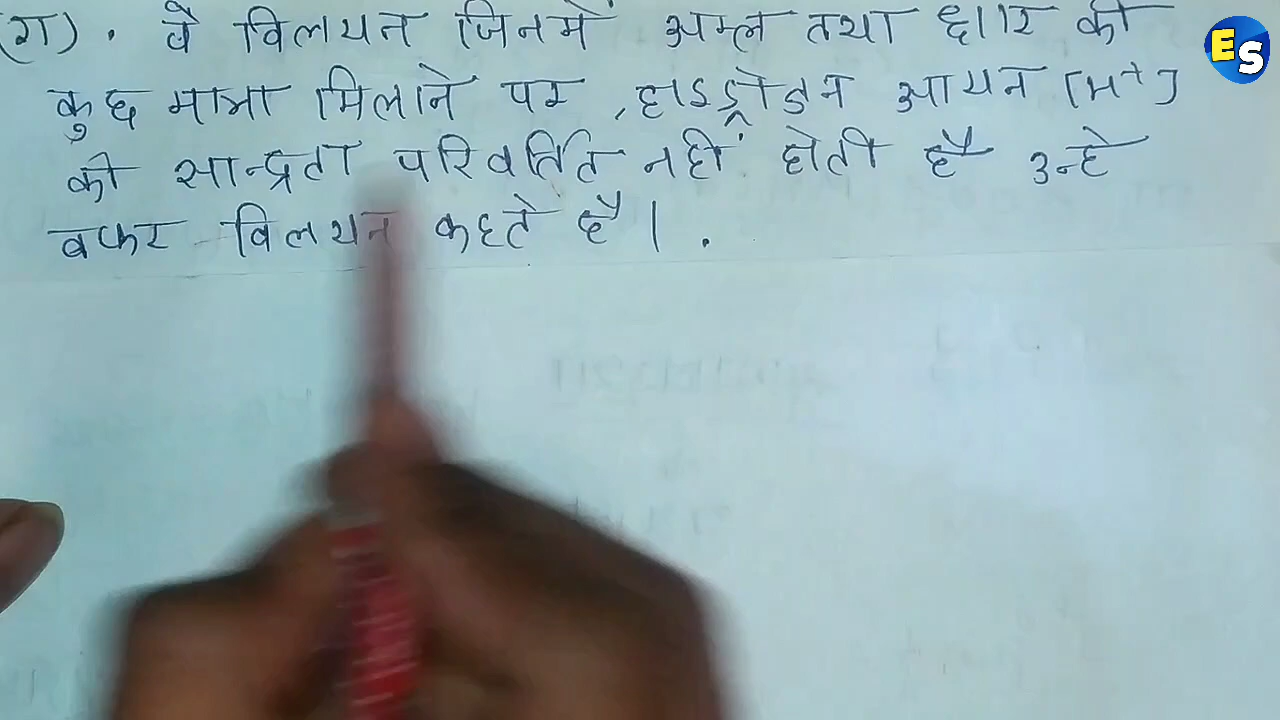 (ग). वे विलयन जिनमें अम्ल तथा क्षार की
कुछ मात्रा मिलाने पर ,हाइड्रोजन आयन [H+]
की सान्द्रता परिवर्तित नहीं होती है उन्हे
बफर विलयन कहते है।.
ES